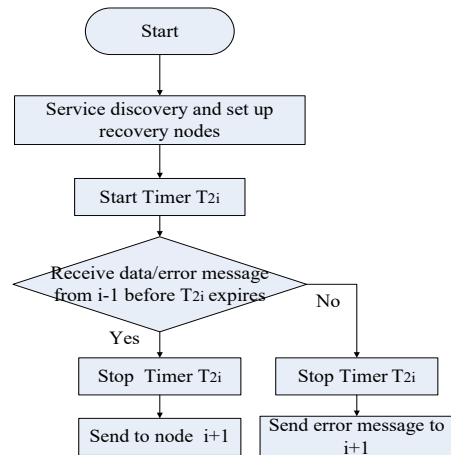 Start
Service discovery and set up
recovery nodes
Start Timer T2i
Receive data/error message
from i-1 before T2i expires
No
Yes
Stop Timer T2i
Stop Timer T2i
Send to node i+1
Send error message to
i+1